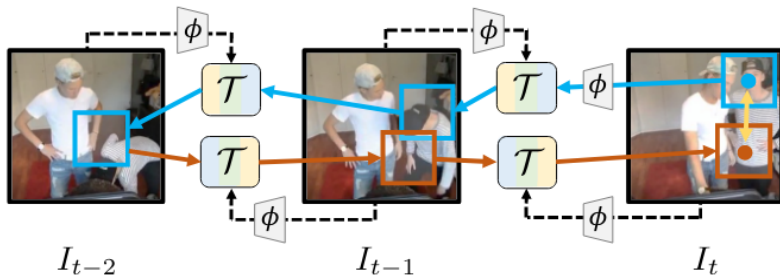 ϕ ϕ
𝒯 𝒯 ϕ
𝒯 𝒯
ϕ ϕ
I_{t-2} I_{t-1} I_t